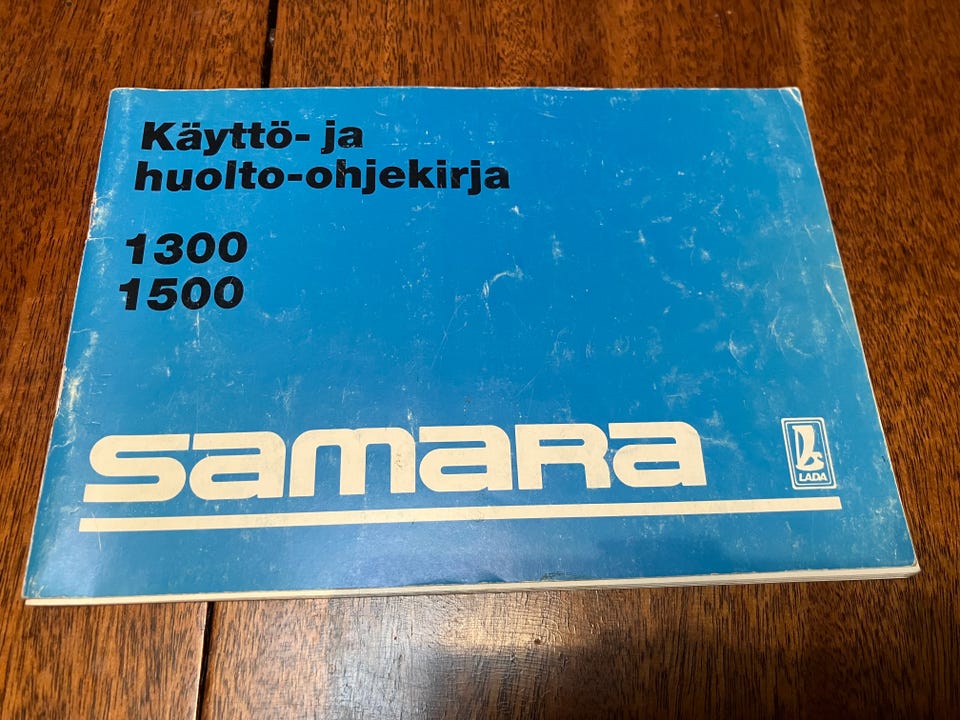 Käyttö- ja
huolto-ohjekirja
1300
1500
SAMARA
LADA